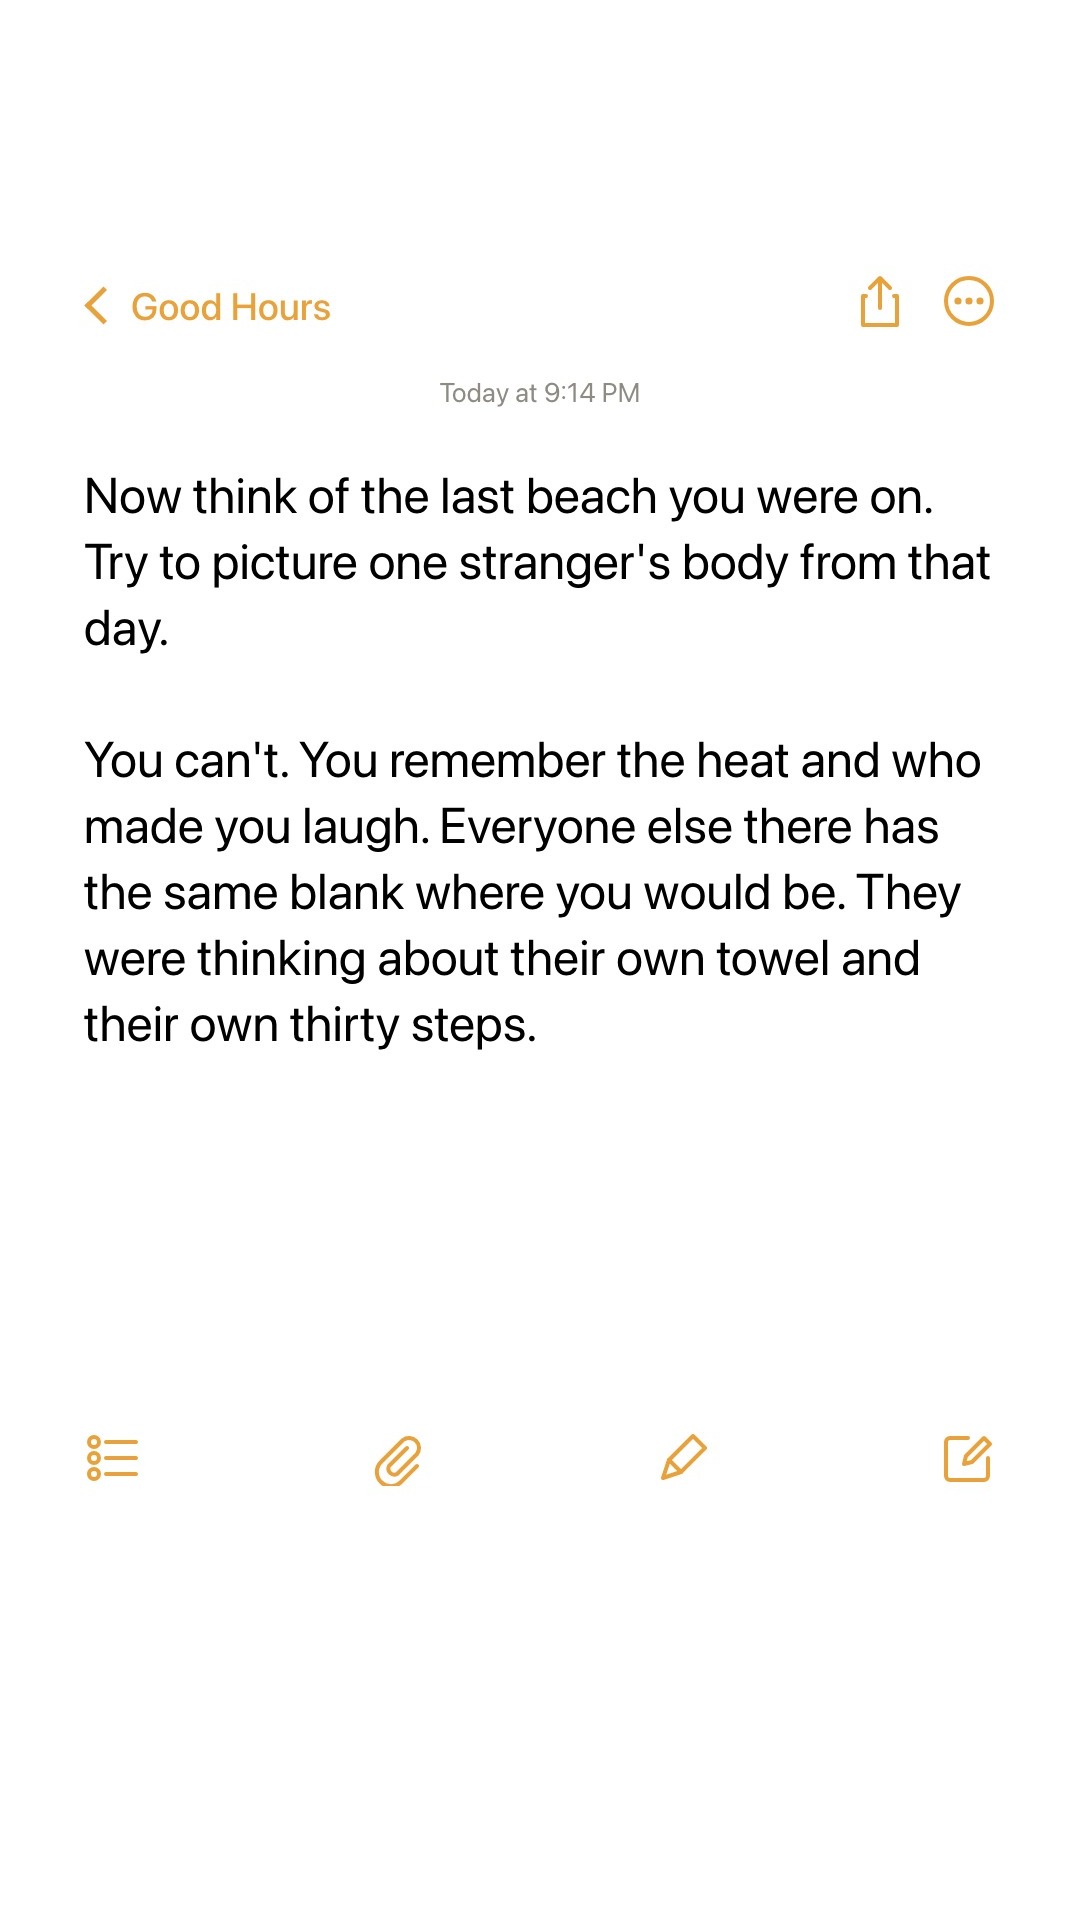 Good Hours
Today at 9:14 PM
Now think of the last beach you were on.
Try to picture one stranger's body from that
day.
You can't. You remember the heat and who
made you laugh. Everyone else there has
the same blank where you would be. They
were thinking about their own towel and
their own thirty steps.